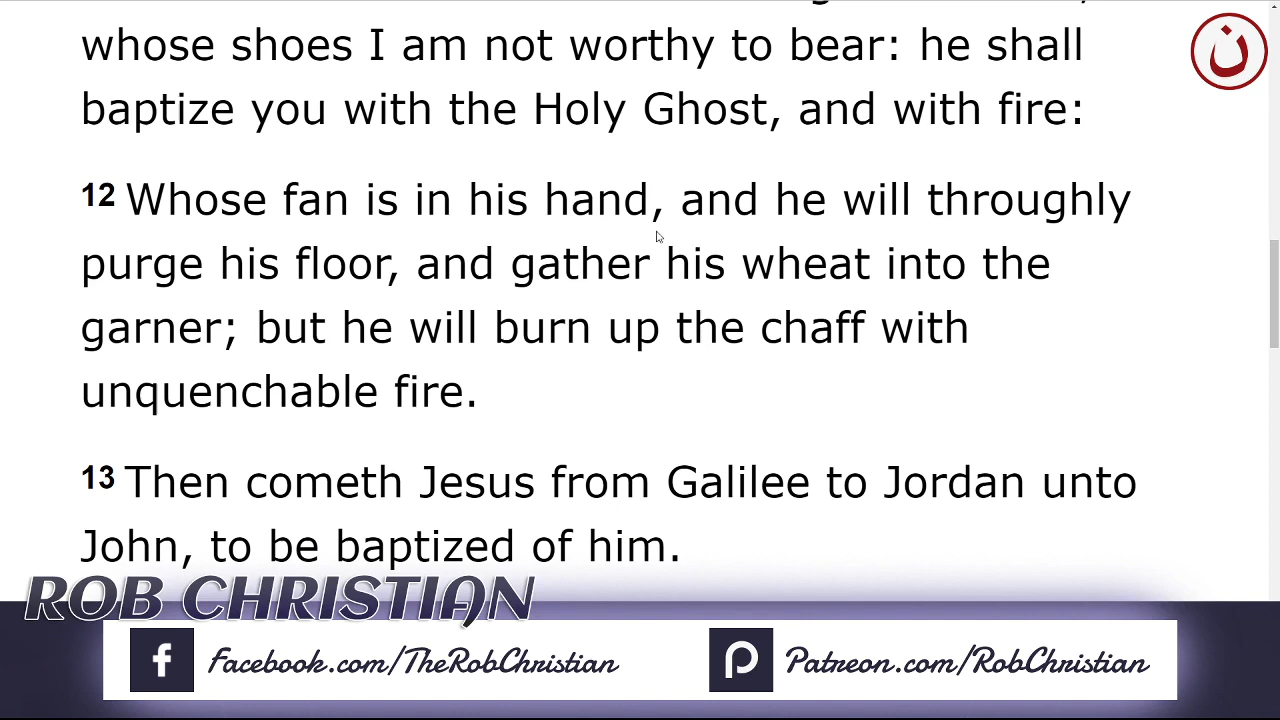 whose shoes I am not worthy to bear: he shall
baptize you with the Holy Ghost, and with fire:
12 Whose fan is in his hand, and he will throughly
purge his floor, and gather his wheat into the
garner; but he will burn up the chaff with
unquenchable fire.
13 Then cometh Jesus from Galilee to Jordan unto
John, to be baptized of him.
ن
ROB CHRISTIAN
Facebook.com/TheRobChristian
Patreon.com/RobChristian